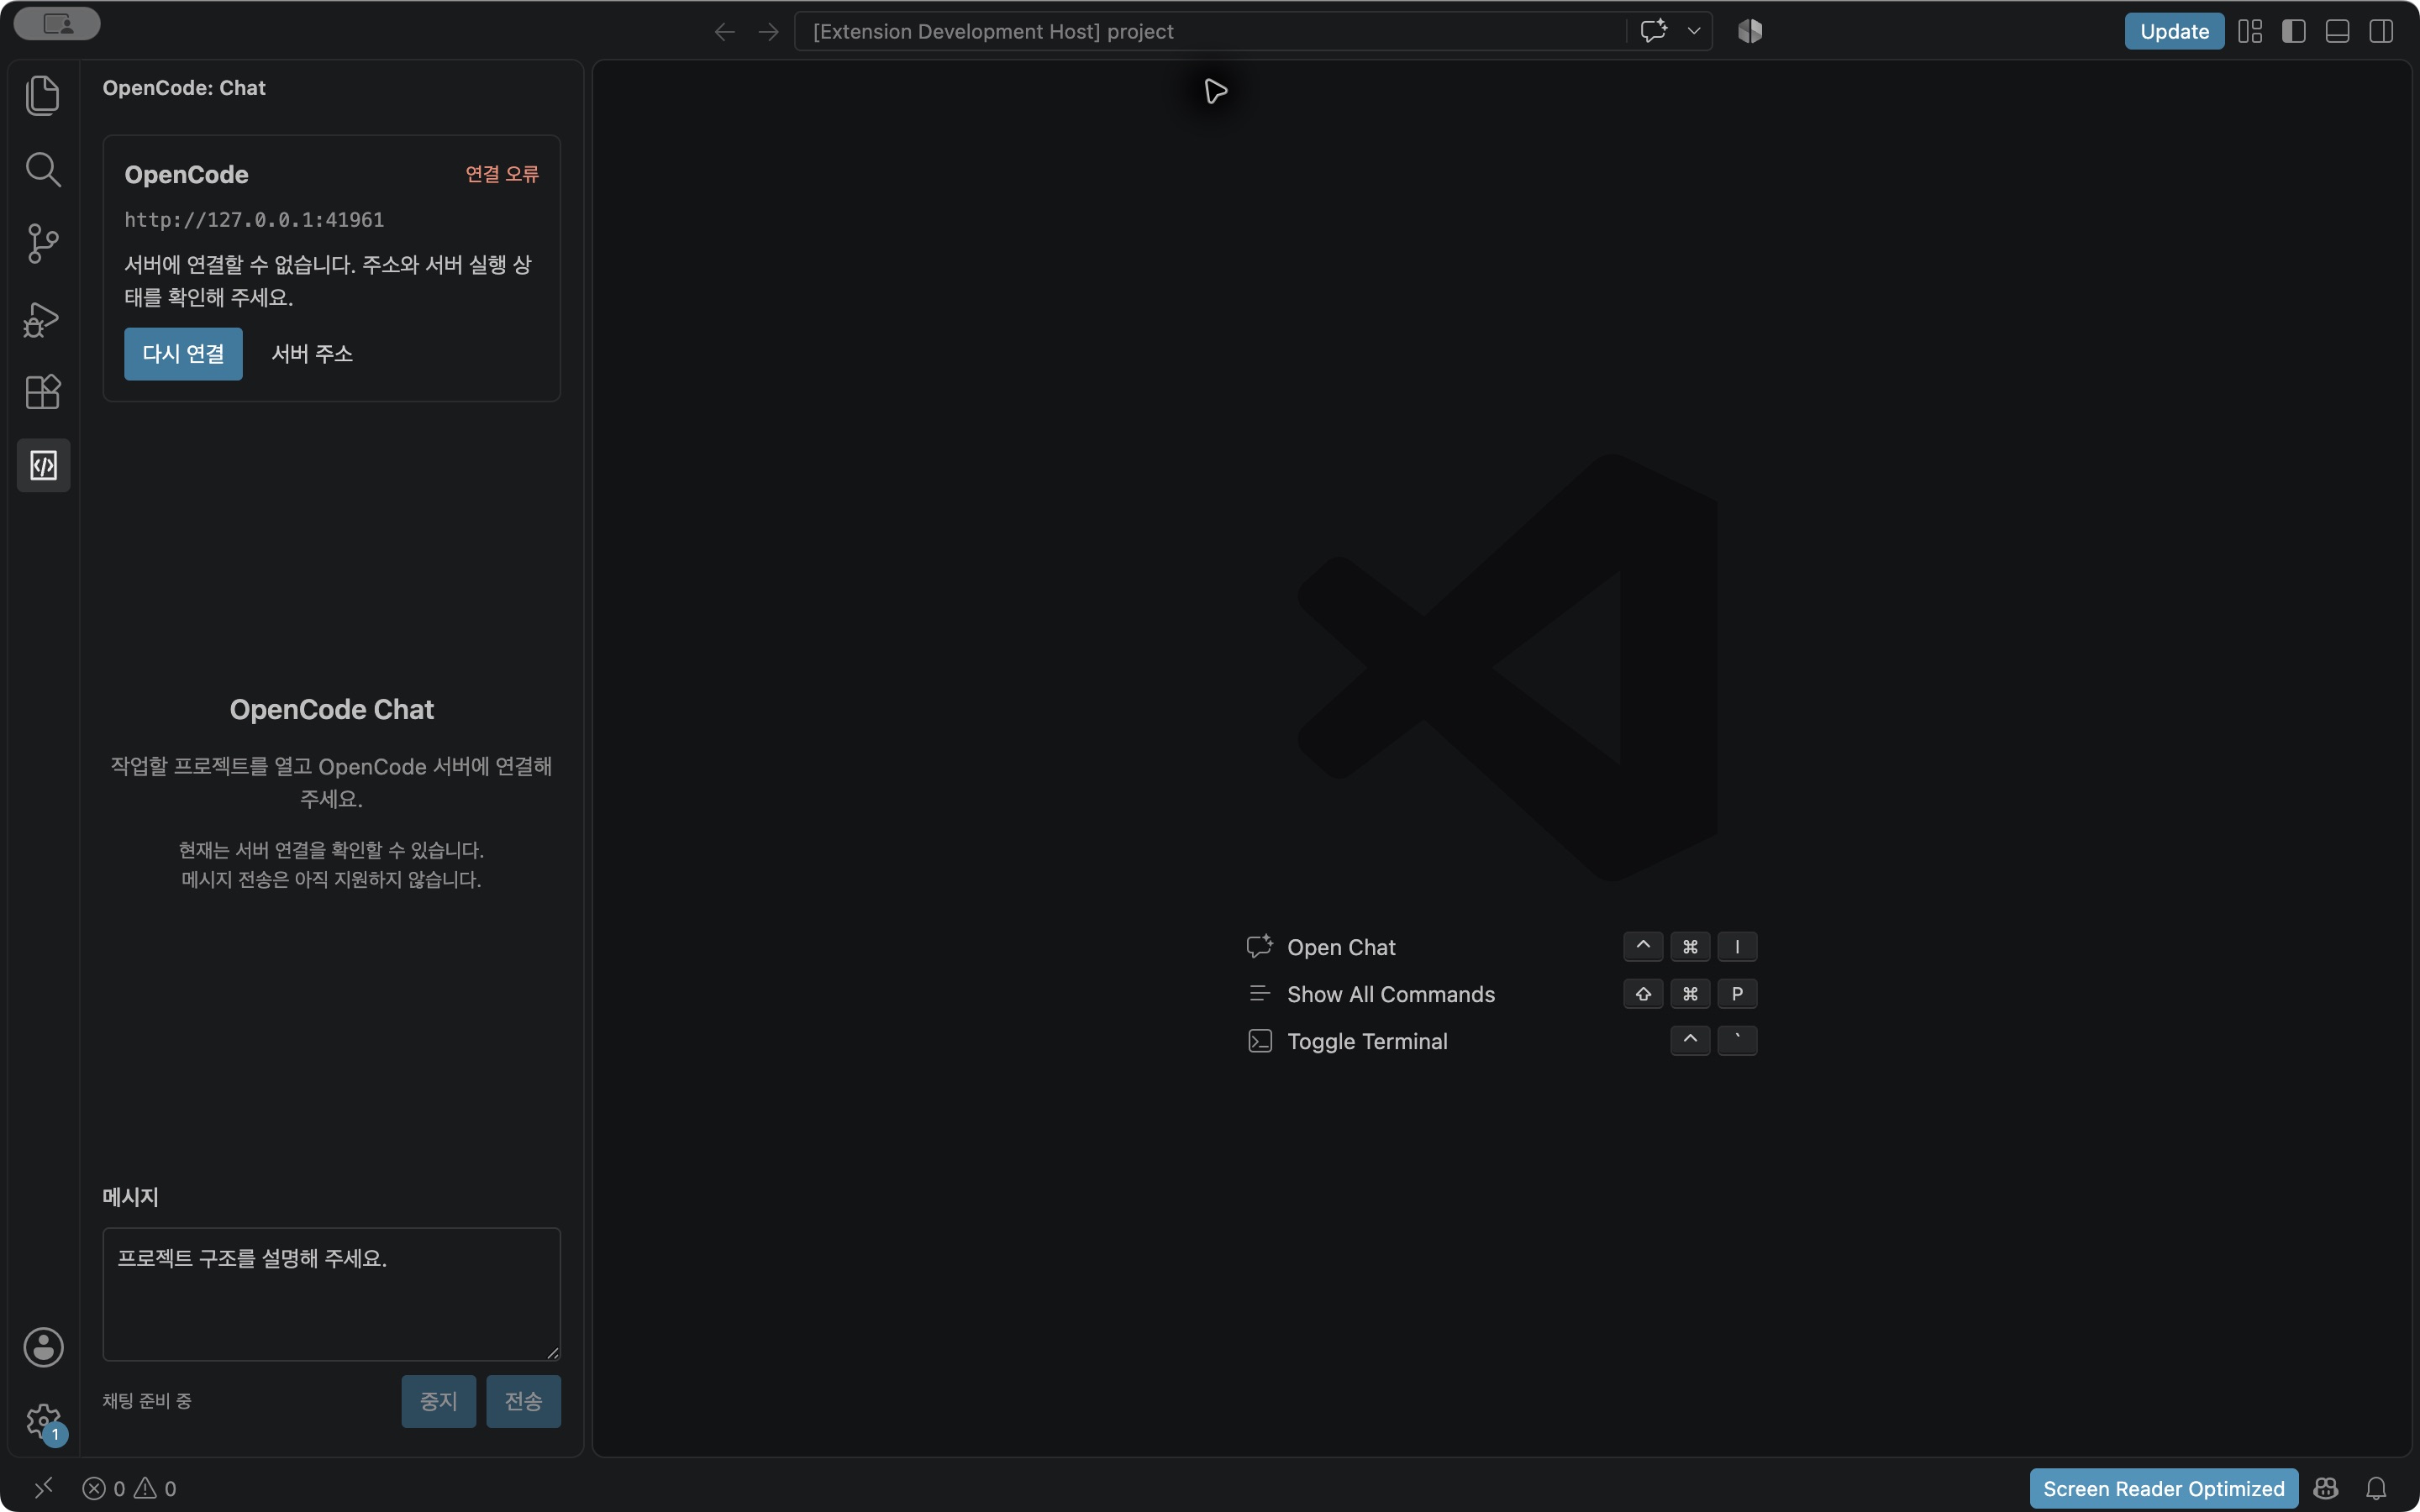 [Extension Development Host] project
Update
OpenCode: Chat
OpenCode
연결 오류
http://127.0.0.1:41961
서버에 연결할 수 없습니다. 주소와 서버 실행 상
태를 확인해 주세요.
다시 연결
서버 주소
OpenCode Chat
작업할 프로젝트를 열고 OpenCode 서버에 연결해
주세요.
현재는 서버 연결을 확인할 수 있습니다.
메시지 전송은 아직 지원하지 않습니다.
Open Chat ^ ⌘ I
Show All Commands ⇧ ⌘ P
Toggle Terminal ^ `
메시지
프로젝트 구조를 설명해 주세요.
채팅 준비 중
중지
전송
1
0 0
Screen Reader Optimized